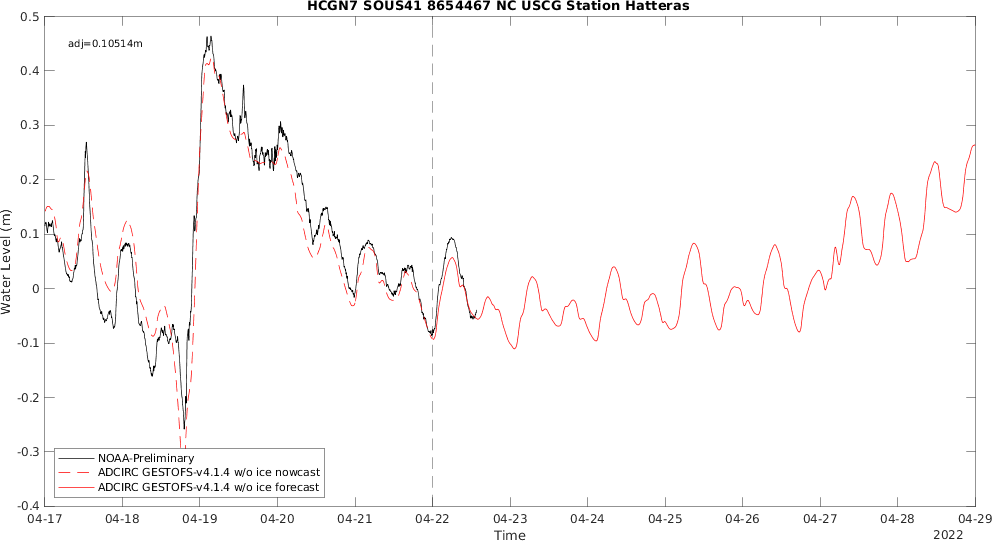 HCGN7 SOUS41 8654467 NC USCG Station Hatteras
adj=0.10514m
0.5
0.4
0.3
0.2
0.1
0
-0.1
-0.2
-0.3
-0.4
Water Level (m)
NOAA-Preliminary
ADCIRC GESTOFS-v4.1.4 w/o ice nowcast
ADCIRC GESTOFS-v4.1.4 w/o ice forecast
04-17 04-18 04-19 04-20 04-21 04-22 04-23 04-24 04-25 04-26 04-27 04-28 04-29
Time
2022